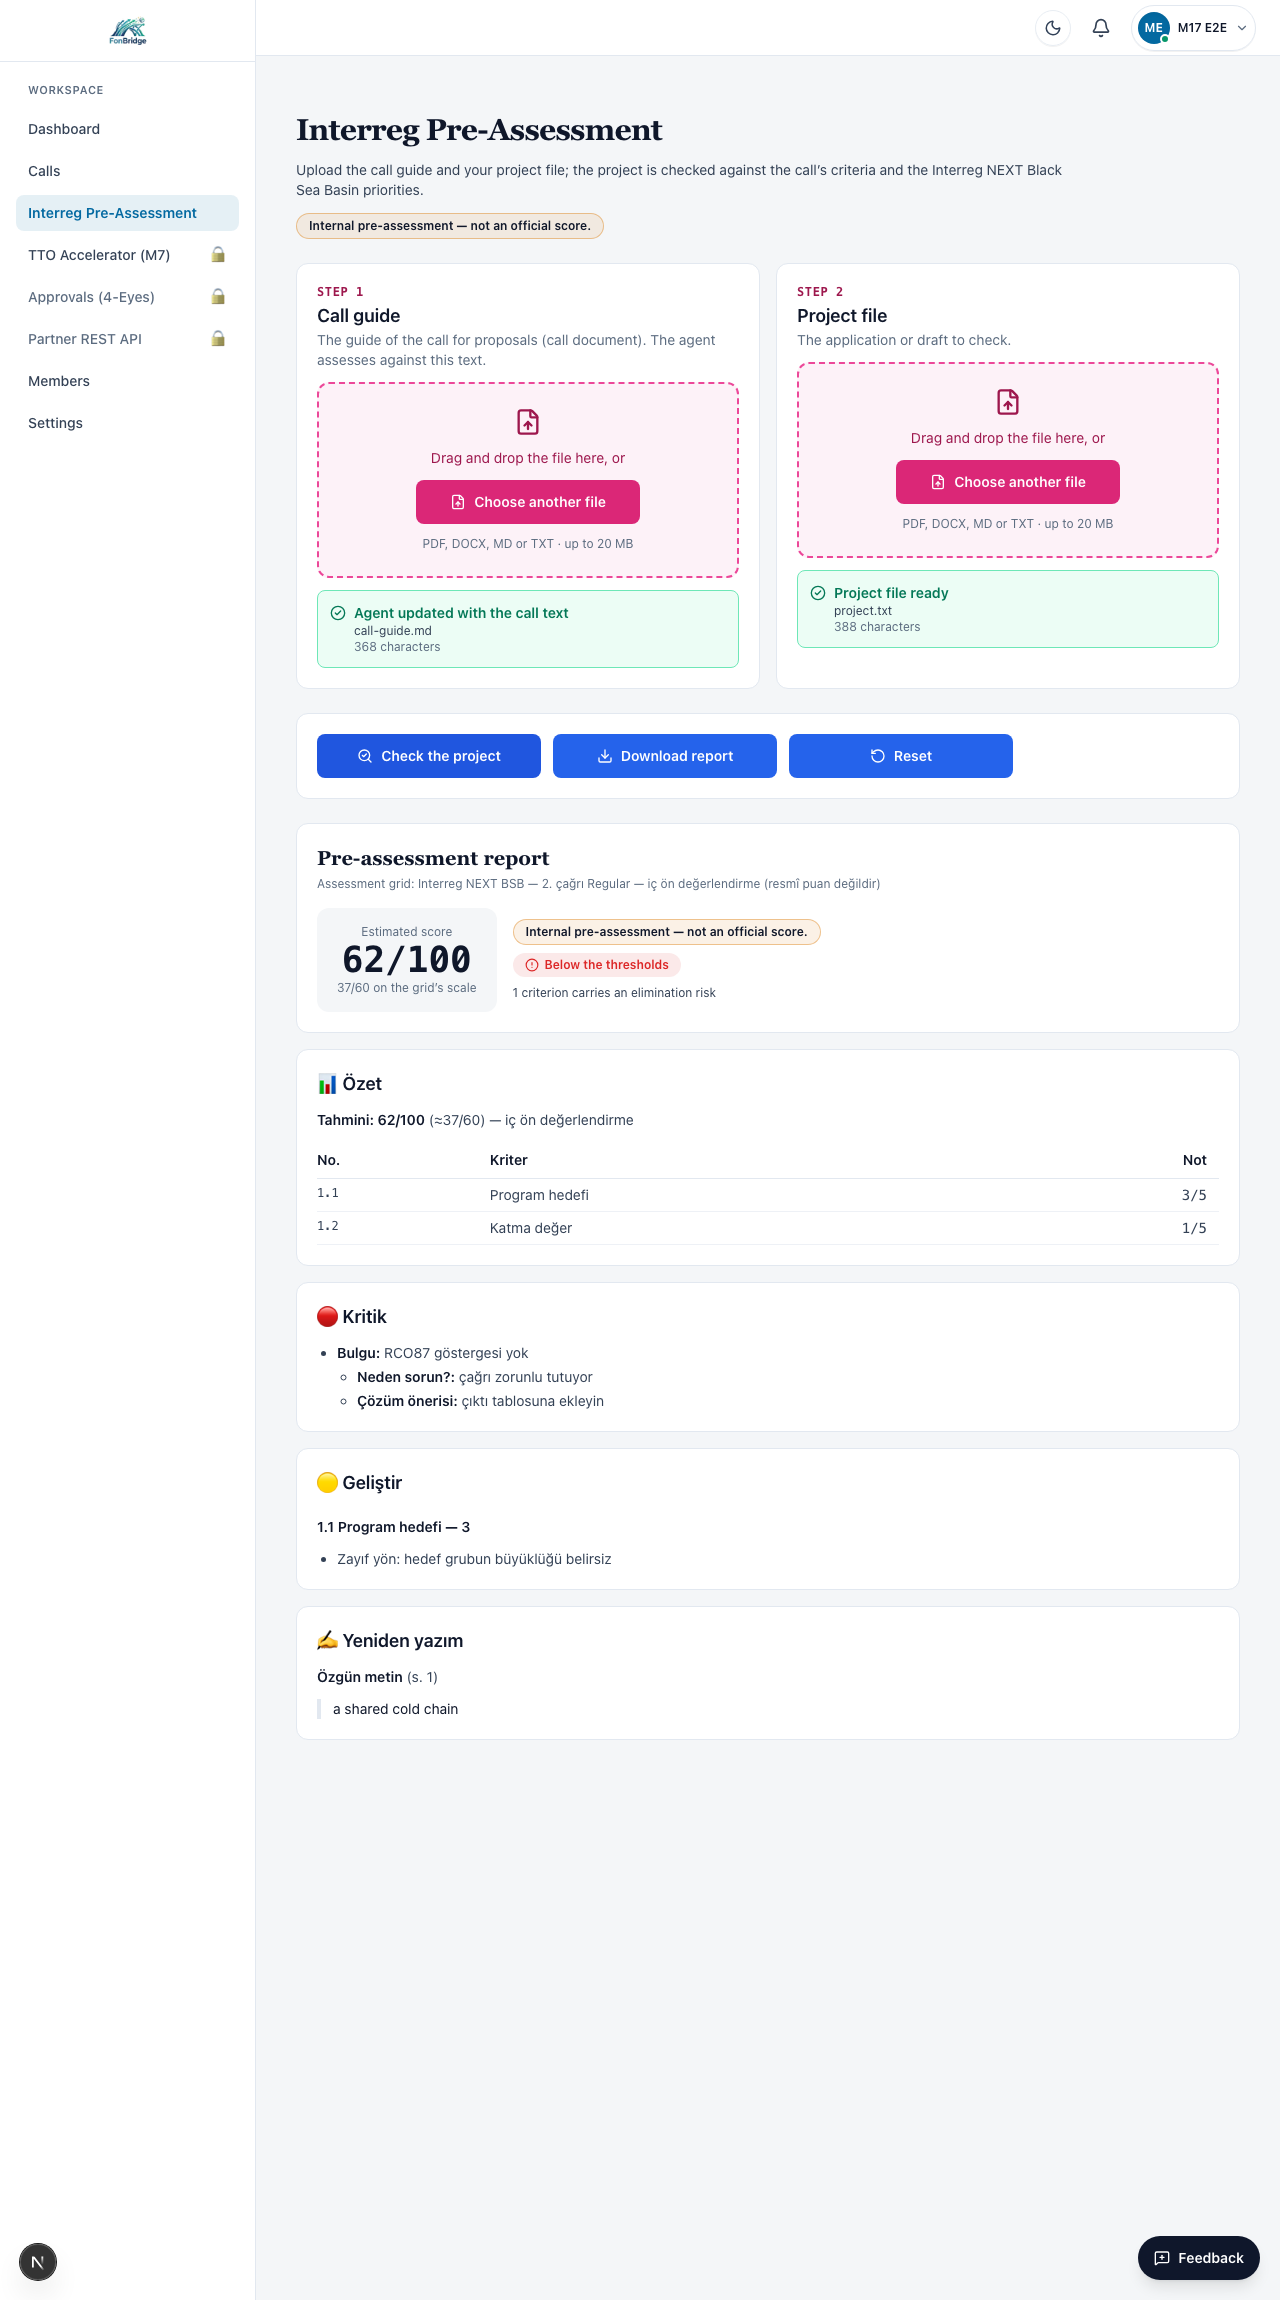 FonBridge
ME
M17 E2E
WORKSPACE
Dashboard
Calls
Interreg Pre-Assessment
TTO Accelerator (M7)
Approvals (4-Eyes)
Partner REST API
Members
Settings
Interreg Pre-Assessment
Upload the call guide and your project file; the project is checked against the call's criteria and the Interreg NEXT Black
Sea Basin priorities.
Internal pre-assessment — not an official score.
STEP 1
Call guide
The guide of the call for proposals (call document). The agent
assesses against this text.
Drag and drop the file here, or
Choose another file
PDF, DOCX, MD or TXT · up to 20 MB
Agent updated with the call text
call-guide.md
368 characters
STEP 2
Project file
The application or draft to check.
Drag and drop the file here, or
Choose another file
PDF, DOCX, MD or TXT · up to 20 MB
Project file ready
project.txt
388 characters
Check the project
Download report
Reset
Pre-assessment report
Assessment grid: Interreg NEXT BSB — 2. çağrı Regular — iç ön değerlendirme (resmî puan değildir)
Estimated score
62/100
37/60 on the grid's scale
Internal pre-assessment — not an official score.
Below the thresholds
1 criterion carries an elimination risk
📊 Özet
Tahmini: 62/100 (≈37/60) — iç ön değerlendirme
No. Kriter Not
1.1 Program hedefi 3/5
1.2 Katma değer 1/5
🔴 Kritik
• Bulgu: RCO87 göstergesi yok
◦ Neden sorun?: çağrı zorunlu tutuyor
◦ Çözüm önerisi: çıktı tablosuna ekleyin
🟡 Geliştir
1.1 Program hedefi — 3
• Zayıf yön: hedef grubun büyüklüğü belirsiz
✍️ Yeniden yazım
Özgün metin (s. 1)
a shared cold chain
N
Feedback